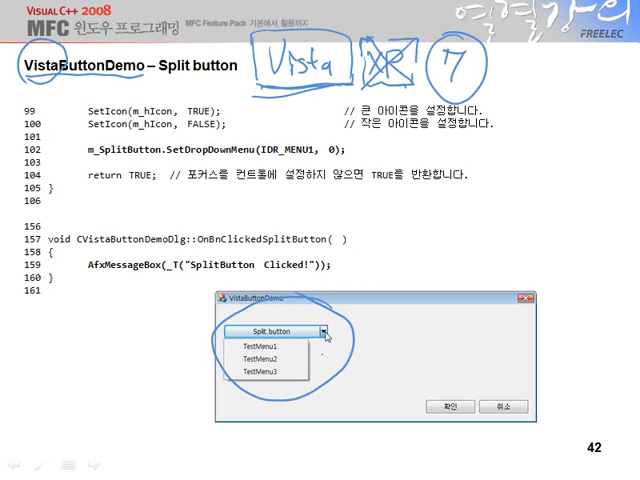 VISUAL C++ 2008
MFC 윈도우 프로그래밍 MFC Feature Pack 기본에서 활용까지
열혈강의
FREELEC
VistaButtonDemo – Split button
Vista XP 7
99 SetIcon(m_hIcon, TRUE); // 큰 아이콘을 설정합니다.
100 SetIcon(m_hIcon, FALSE); // 작은 아이콘을 설정합니다.
101
102 m_SplitButton.SetDropDownMenu(IDR_MENU1, 0);
103
104 return TRUE; // 포커스를 컨트롤에 설정하지 않으면 TRUE를 반환합니다.
105 }
106
156
157 void CVistaButtonDemoDlg::OnBnClickedSplitButton( )
158 {
159 AfxMessageBox(_T("SplitButton Clicked!"));
160 }
161
VistaButtonDemo
Split button
TestMenu1
TestMenu2
TestMenu3
확인 취소
42